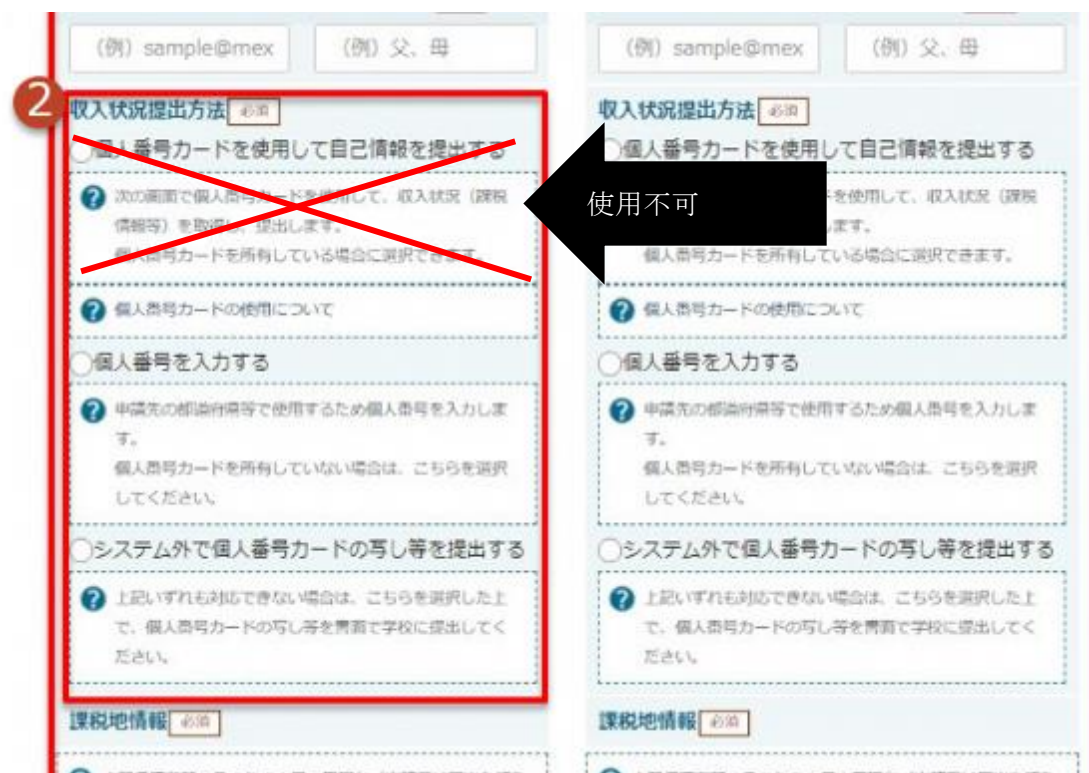 (例) sample@mex
(例) 父、母
2
収入状況提出方法 必須
個人番号カードを使用して自己情報を提出する
次の画面で個人番号カードを使用して、収入状況（課税
情報等）を取得し、提出します。
個人番号カードを所有している場合に選択できます。
個人番号カードの使用について
個人番号を入力する
申請先の都道府県等で使用するため個人番号を入力しま
す。
個人番号カードを所有していない場合は、こちらを選択
してください。
システム外で個人番号カードの写し等を提出する
上記いずれも対応できない場合は、こちらを選択した上
で、個人番号カードの写し等を書面で学校に提出してく
ださい。
課税地情報 必須
使用不可
(例) sample@mex
(例) 父、母
収入状況提出方法 必須
個人番号カードを使用して自己情報を提出する
を使用して、収入状況（課税
ます。
個人番号カードを所有している場合に選択できます。
個人番号カードの使用について
個人番号を入力する
申請先の都道府県等で使用するため個人番号を入力しま
す。
個人番号カードを所有していない場合は、こちらを選択
してください。
システム外で個人番号カードの写し等を提出する
上記いずれも対応できない場合は、こちらを選択した上
で、個人番号カードの写し等を書面で学校に提出してく
ださい。
課税地情報 必須